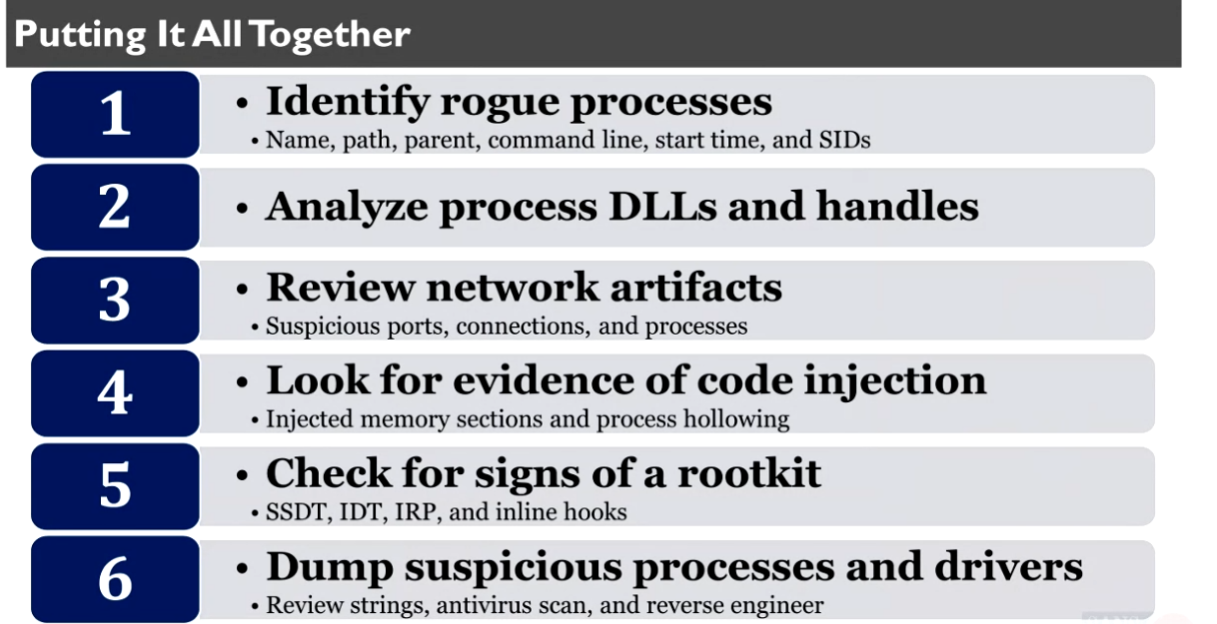 Putting It All Together
1
• Identify rogue processes
• Name, path, parent, command line, start time, and SIDs
2
• Analyze process DLLs and handles
3
• Review network artifacts
• Suspicious ports, connections, and processes
4
• Look for evidence of code injection
• Injected memory sections and process hollowing
5
• Check for signs of a rootkit
• SSDT, IDT, IRP, and inline hooks
6
• Dump suspicious processes and drivers
• Review strings, antivirus scan, and reverse engineer